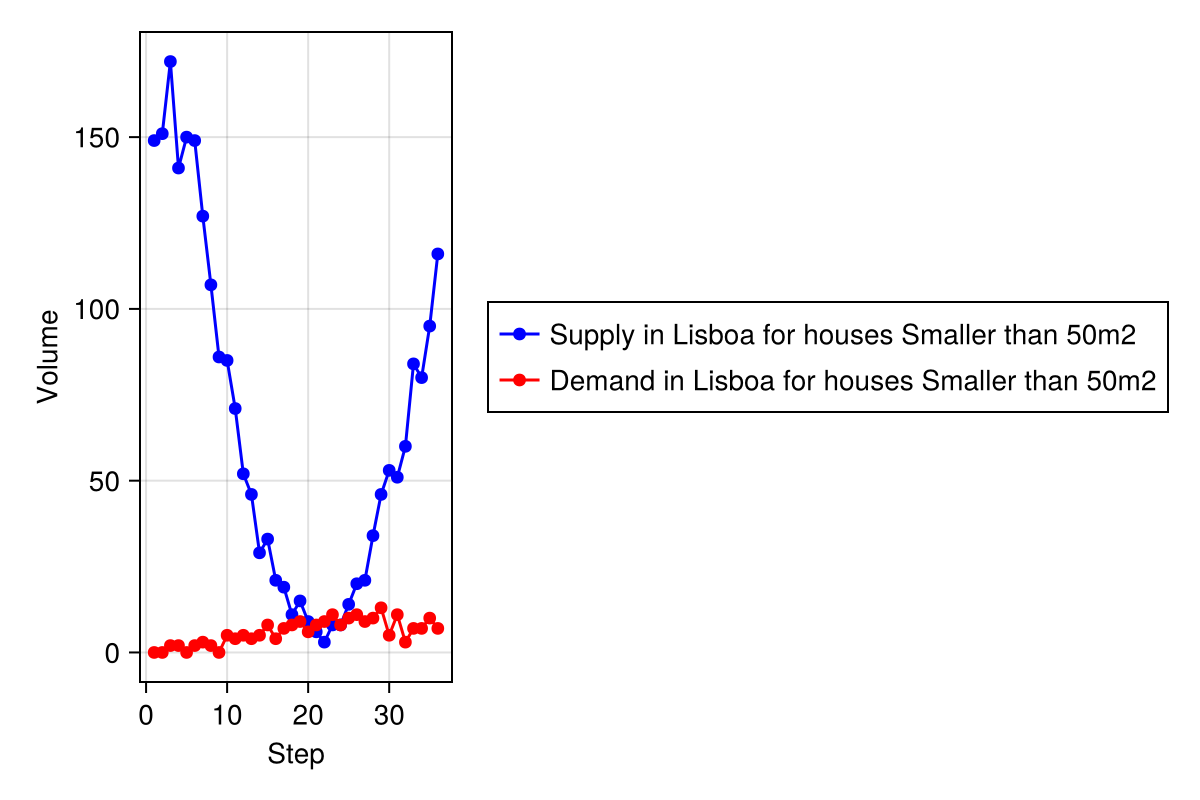 150
100
50
0
Volume
0 10 20 30
Step
Supply in Lisboa for houses Smaller than 50m2
Demand in Lisboa for houses Smaller than 50m2